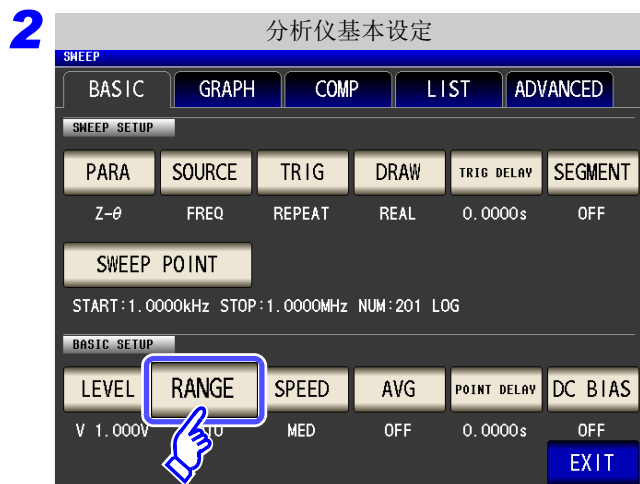 2
分析仪基本设定
SWEEP
BASIC GRAPH COMP LIST ADVANCED
SWEEP SETUP
PARA SOURCE TRIG DRAW TRIG DELAY SEGMENT
Z-θ FREQ REPEAT REAL 0.0000s OFF
SWEEP POINT
START:1.0000kHz STOP:1.0000MHz NUM:201 LOG
BASIC SETUP
LEVEL RANGE SPEED AVG POINT DELAY DC BIAS
V 1.000V MED OFF 0.0000s OFF
EXIT